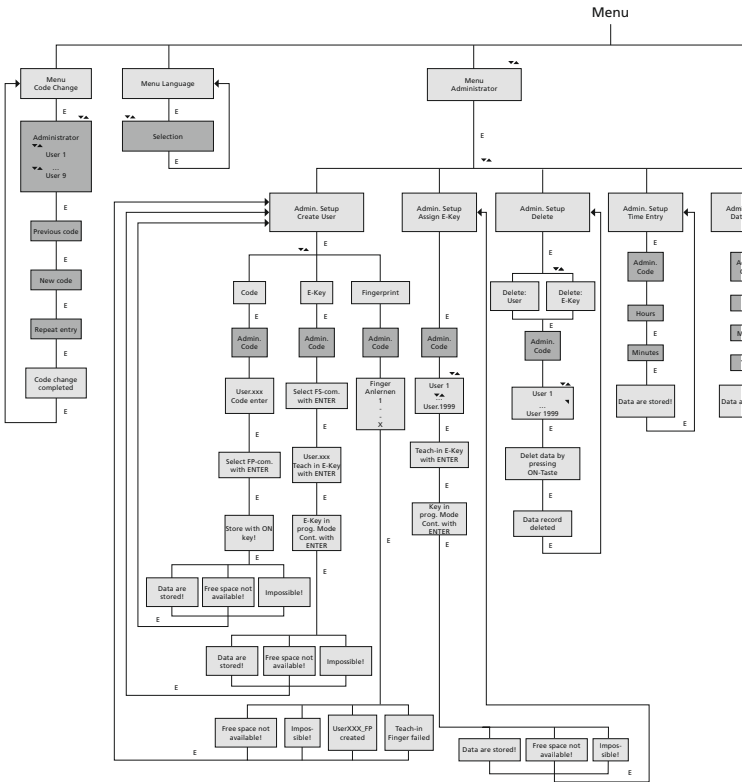 Menu
Menu
Code Change
E
Administrator
User 1
...
User 9
E
Previous code
E
New code
E
Repeat entry
E
Code change
completed
E
Menu Language
E
Selection
E
Menu
Administrator
E
Admin. Setup
Create User
E
Code
E
Admin.
Code
E
User.xxx
Code enter
E
Select FP-com.
with ENTER
E
Store with ON
key!
E
Data are
stored!
Free space not
available!
Impossible!
E
E-Key
E
Admin.
Code
E
Select FS-com.
with ENTER
E
User.xxx
Teach in E-Key
with ENTER
E
E-Key in
prog. Mode
Cont. with
ENTER
E
Data are
stored!
Free space not
available!
Impossible!
E
Fingerprint
E
Admin.
Code
E
Finger
Anlernen
1
-
-
X
E
Free space not
available!
Impos-
sible!
UserXXX_FP
created
Teach-in
Finger failed
E
Admin. Setup
Assign E-Key
E
Admin.
Code
E
User 1
...
User.1999
E
Teach-in E-Key
with ENTER
E
Key in
prog. Mode
Cont. with
ENTER
E
Data are stored!
Free space not
available!
Impos-
sible!
E
Admin. Setup
Delete
E
Delete:
User
Delete:
E-Key
E
E
E
Admin.
Code
E
User 1
...
User 1999
E
Delet data by
pressing
ON-Taste
E
Data record
deleted
E
Admin. Setup
Time Entry
E
Admin.
Code
E
Hours
E
Minutes
E
Data are stored!
E